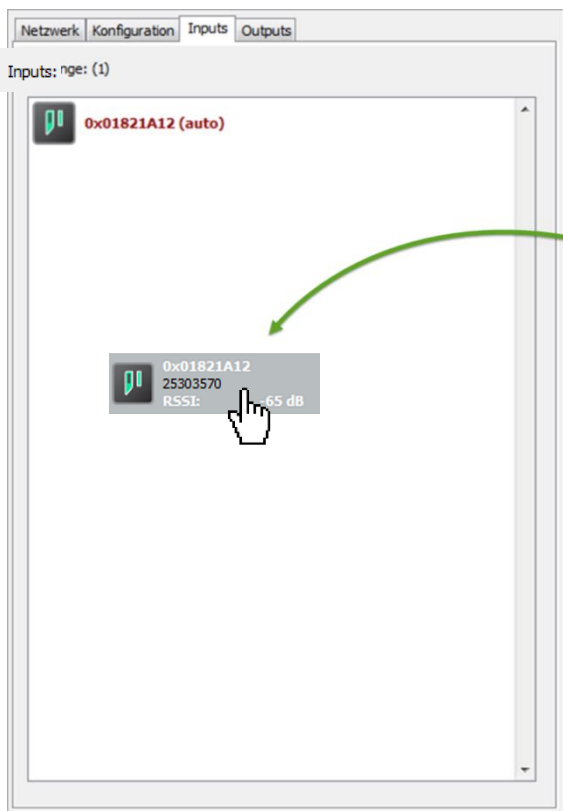 Netzwerk Konfiguration Inputs Outputs
Inputs: nge: (1)
0x01821A12 (auto)
0x01821A12
25303570
RSSI: -65 dB